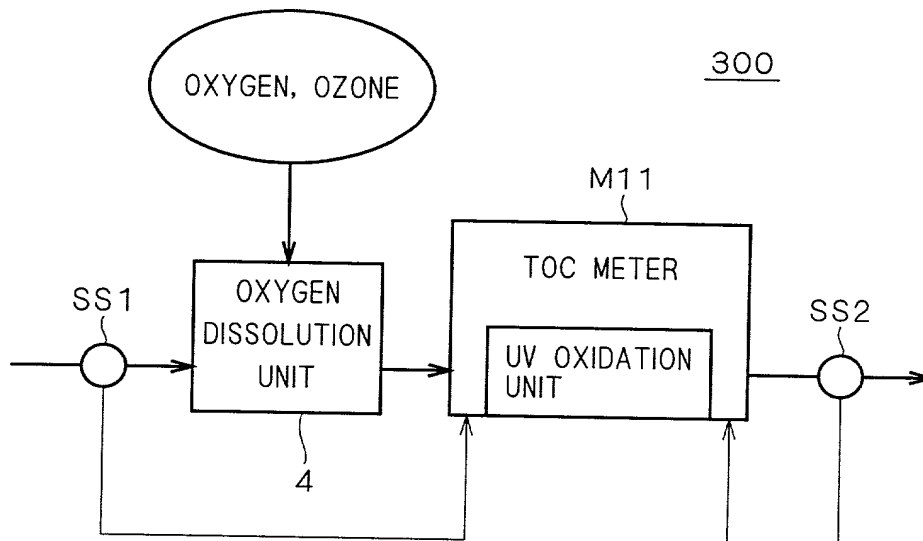 OXYGEN, OZONE
300
M11
TOC METER
SS1
OXYGEN
DISSOLUTION
UNIT
SS2
UV OXIDATION
UNIT
4